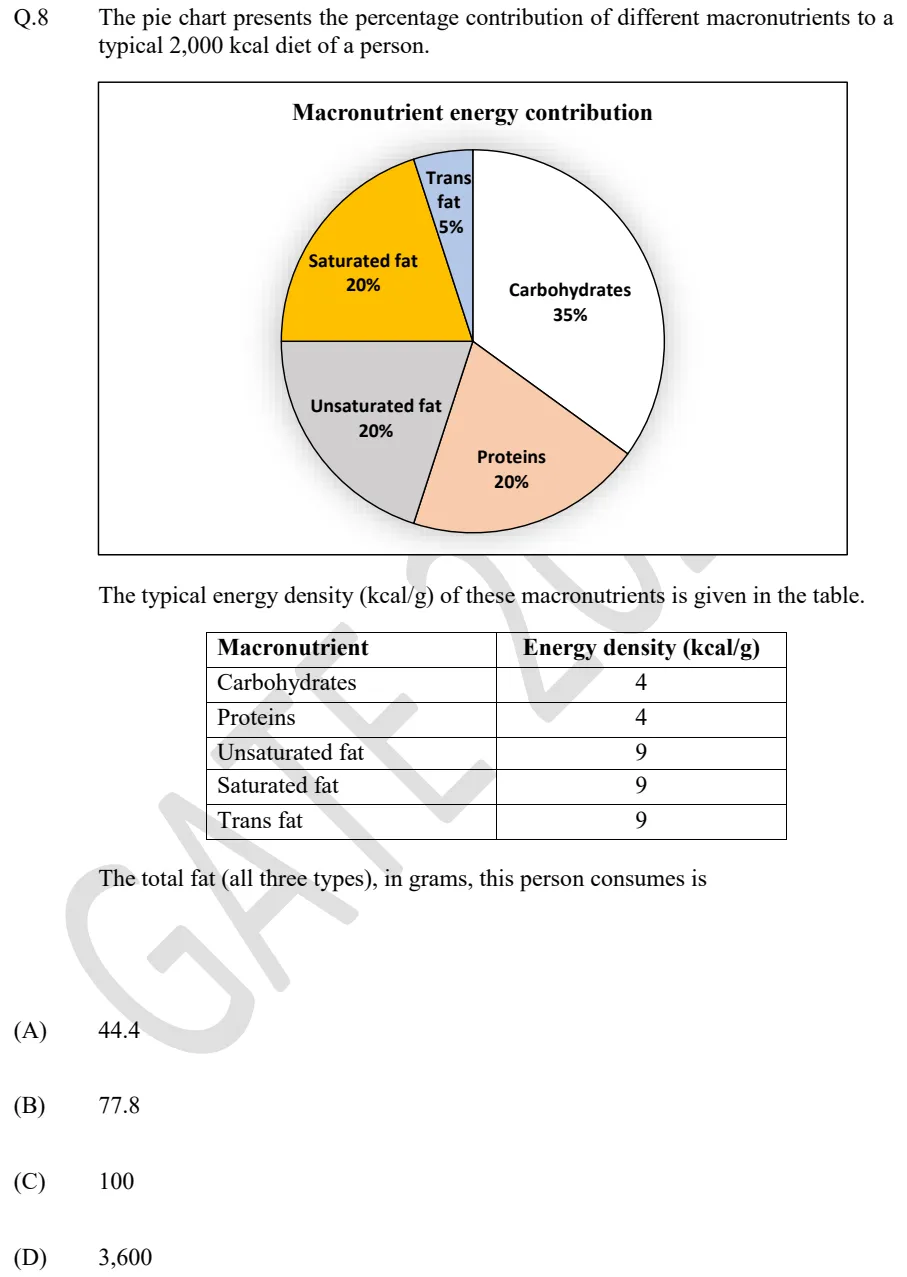 Q.8 The pie chart presents the percentage contribution of different macronutrients to a
typical 2,000 kcal diet of a person.
Macronutrient energy contribution
Trans
fat
5%
Saturated fat
20%
Carbohydrates
35%
Unsaturated fat
20%
Proteins
20%
The typical energy density (kcal/g) of these macronutrients is given in the table.
Macronutrient Energy density (kcal/g)
Carbohydrates 4
Proteins 4
Unsaturated fat 9
Saturated fat 9
Trans fat 9
The total fat (all three types), in grams, this person consumes is
(A) 44.4
(B) 77.8
(C) 100
(D) 3,600
GATE